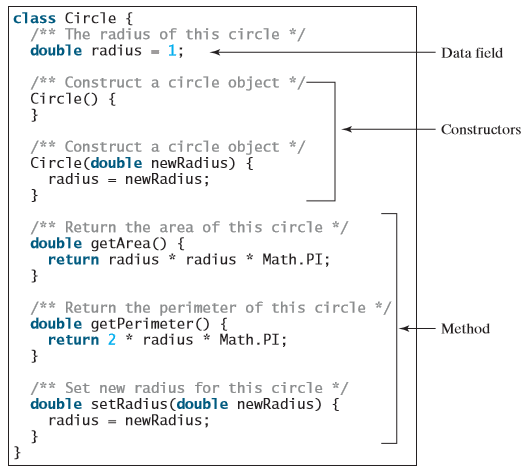 class Circle {
/** The radius of this circle */
double radius = 1;
Data field
/** Construct a circle object */
Circle() {
}
Constructors
/** Construct a circle object */
Circle(double newRadius) {
radius = newRadius;
}
/** Return the area of this circle */
double getArea() {
return radius * radius * Math.PI;
}
/** Return the perimeter of this circle */
double getPerimeter() {
return 2 * radius * Math.PI;
}
Method
/** Set new radius for this circle */
double setRadius(double newRadius) {
radius = newRadius;
}
}